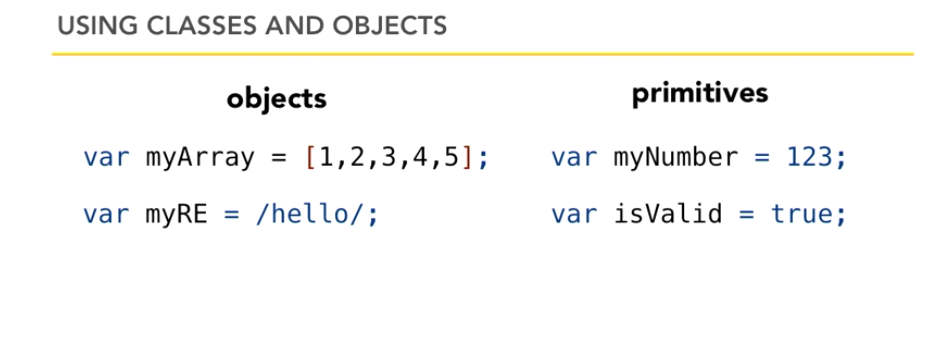 USING CLASSES AND OBJECTS
objects
primitives
var myArray = [1,2,3,4,5];
var myNumber = 123;
var myRE = /hello/;
var isValid = true;